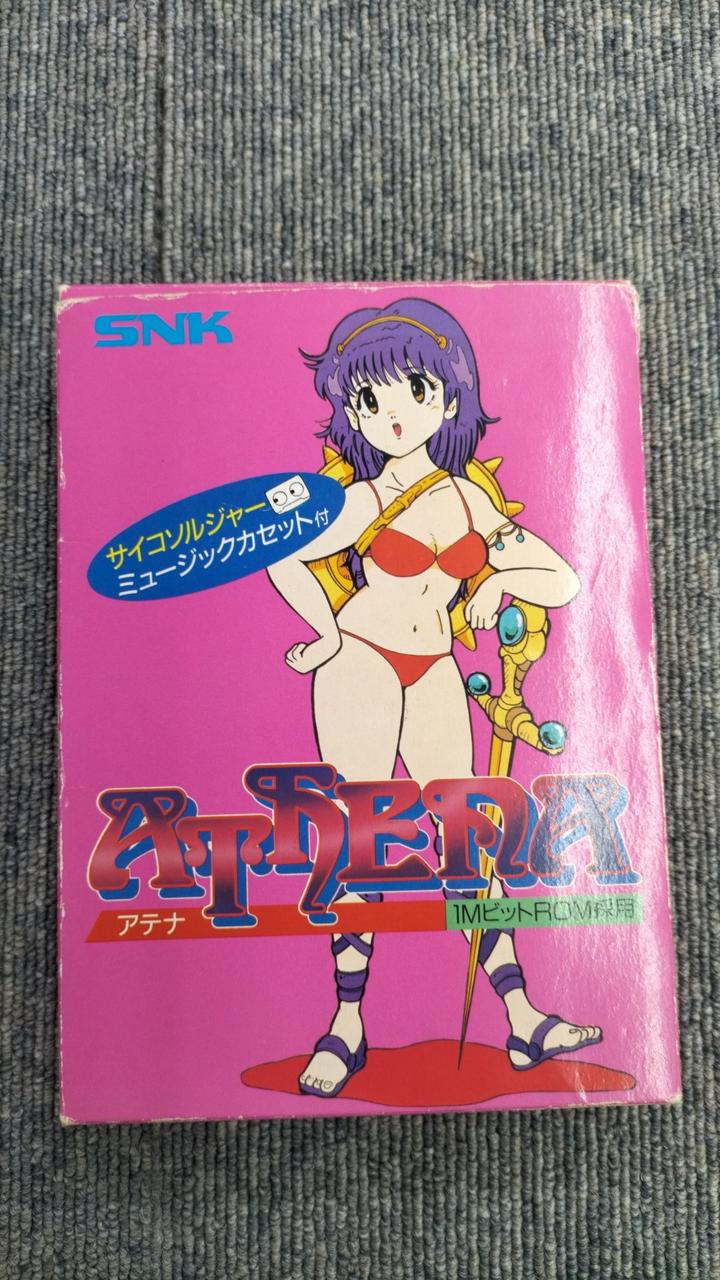 SNK
サイコソルジャー
ミュージックカセット付
ATHENA
アテナ
1MビットROM採用